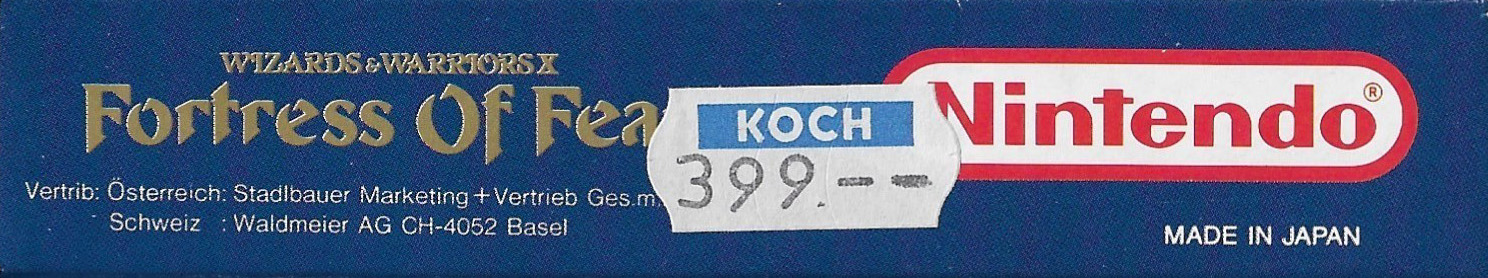 WIZARDS & WARRIORS X
Fortress Of Fea
Vertrib: Österreich: Stadlbauer Marketing+Vertrieb Ges.m.
Schweiz : Waldmeier AG CH-4052 Basel
KOCH
399.--
Nintendo®
MADE IN JAPAN